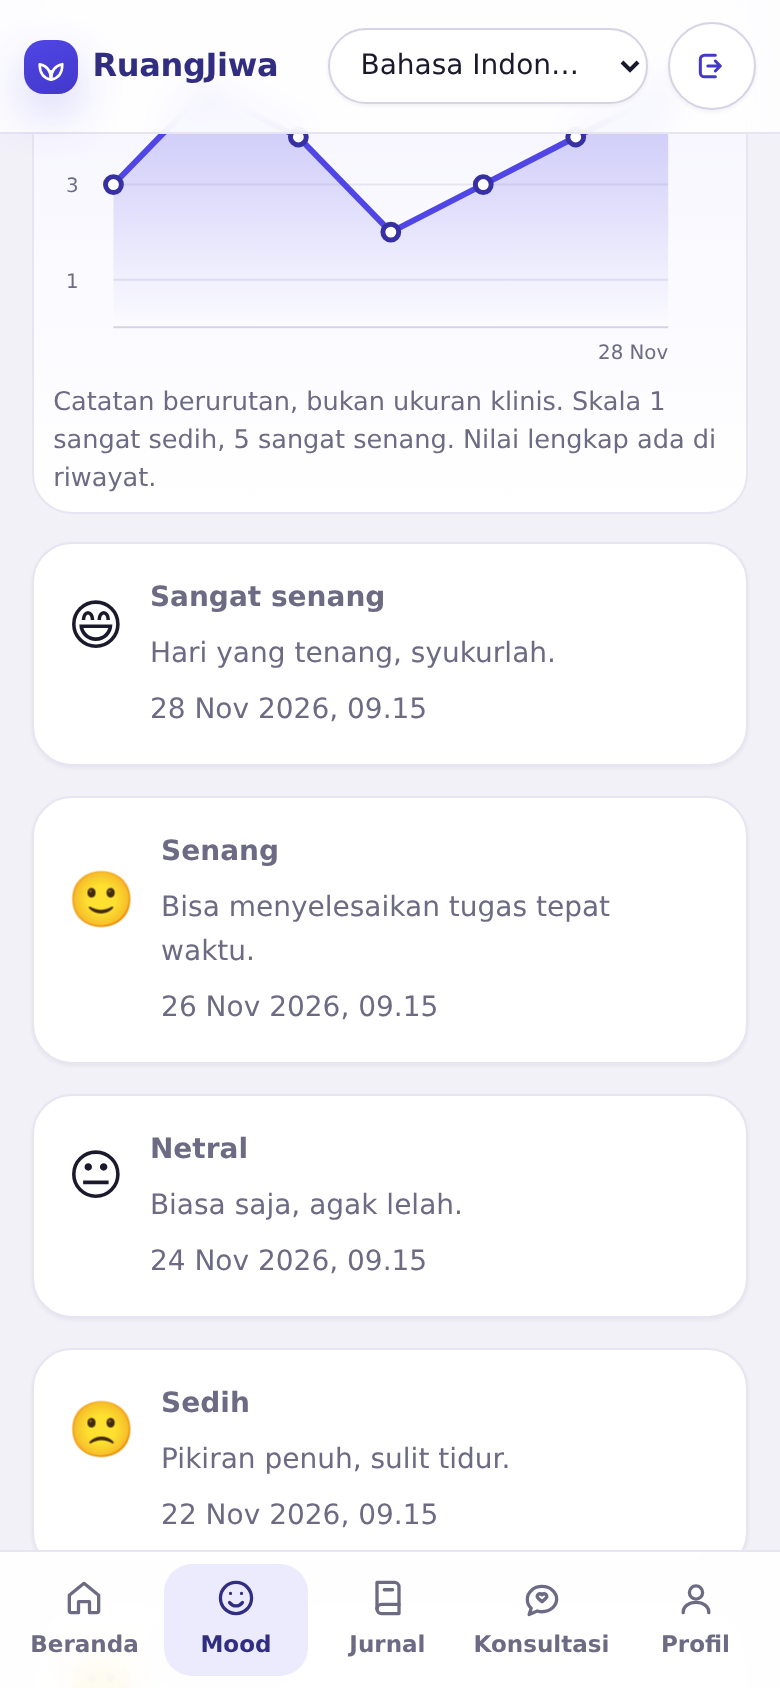 RuangJiwa
Bahasa Indon...
3
1
28 Nov
Catatan berurutan, bukan ukuran klinis. Skala 1
sangat sedih, 5 sangat senang. Nilai lengkap ada di
riwayat.
Sangat senang
Hari yang tenang, syukurlah.
28 Nov 2026, 09.15
Senang
Bisa menyelesaikan tugas tepat
waktu.
26 Nov 2026, 09.15
Netral
Biasa saja, agak lelah.
24 Nov 2026, 09.15
Sedih
Pikiran penuh, sulit tidur.
22 Nov 2026, 09.15
Beranda
Mood
Jurnal
Konsultasi
Profil